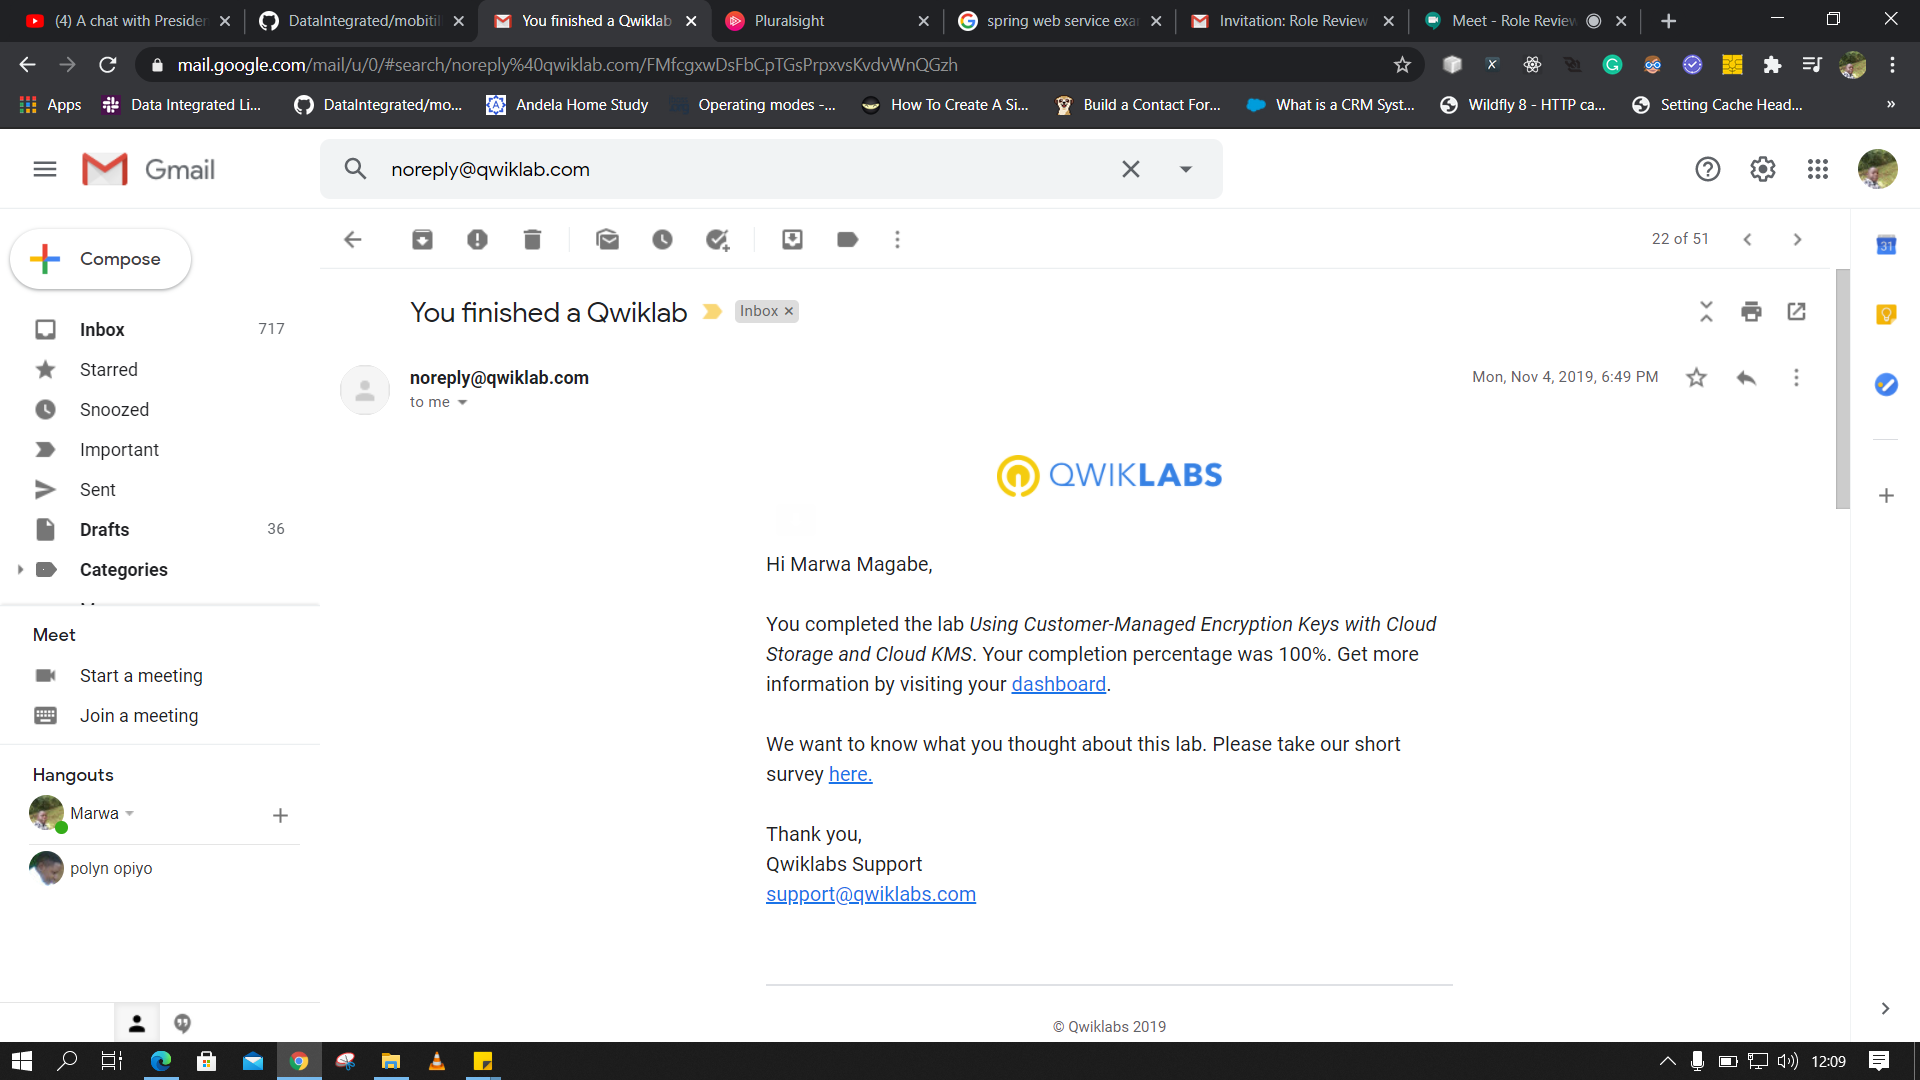 (4) A chat with Presiden
DataIntegrated/mobitil
You finished a Qwiklab
Pluralsight
spring web service exa
Invitation: Role Review
Meet - Role Review
mail.google.com/mail/u/0/#search/noreply%40qwiklab.com/FMfcgxwDsFbCpTGsPrpxvsKvdvWnQGzh
Apps
Data Integrated Li...
DataIntegrated/mo...
Andela Home Study
Operating modes -...
How To Create A Si...
Build a Contact For...
What is a CRM Syst...
Wildfly 8 - HTTP ca...
Setting Cache Head...
»
Gmail
noreply@qwiklab.com
Compose
22 of 51
31
You finished a Qwiklab
Inbox
Inbox 717
Starred
Snoozed
Important
Sent
Drafts 36
Categories
noreply@qwiklab.com
Mon, Nov 4, 2019, 6:49 PM
to me
QWIKLABS
Hi Marwa Magabe,
You completed the lab Using Customer-Managed Encryption Keys with Cloud
Storage and Cloud KMS. Your completion percentage was 100%. Get more
information by visiting your dashboard.
We want to know what you thought about this lab. Please take our short
survey here.
Thank you,
Qwiklabs Support
support@qwiklabs.com
© Qwiklabs 2019
Meet
Start a meeting
Join a meeting
Hangouts
Marwa
polyn opiyo
12:09